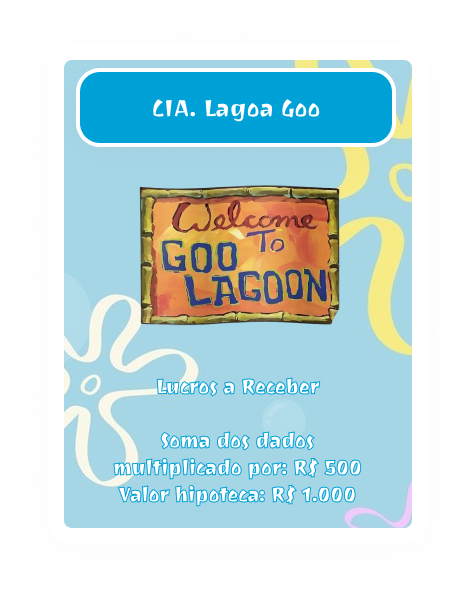 CIA. Lagoa Goo
Welcome
To
GOO
LAGOON
Lucros a Receber
Soma dos dados
multiplicado por: R$ 500
Valor hipoteca: R$ 1.000